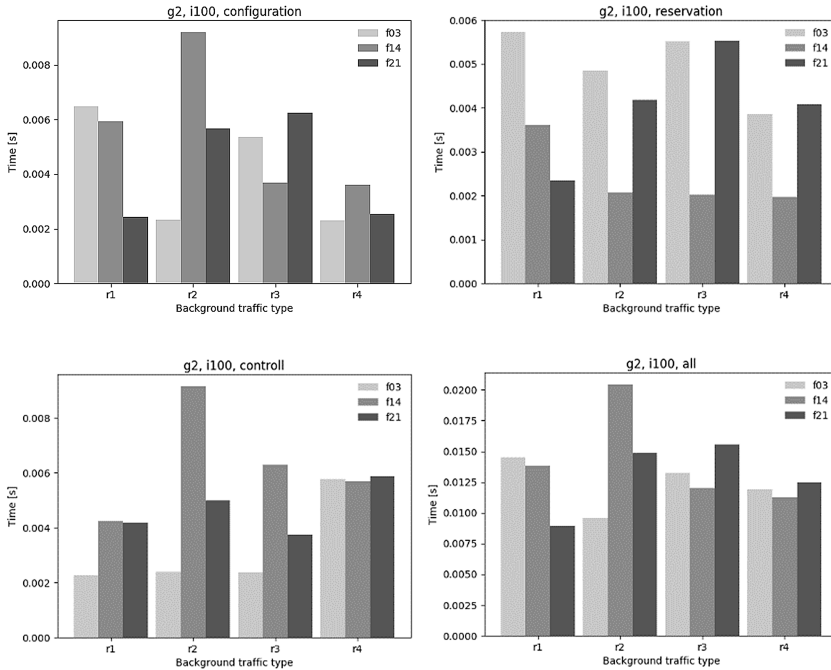 g2, i100, configuration
f03
f14
f21
0.008
0.006
0.004
0.002
0.000
Time [s]
r1 r2 r3 r4
Background traffic type
g2, i100, reservation
f03
f14
f21
0.006
0.005
0.004
0.003
0.002
0.001
0.000
Time [s]
r1 r2 r3 r4
Background traffic type
g2, i100, controll
f03
f14
f21
0.008
0.006
0.004
0.002
0.000
Time [s]
r1 r2 r3 r4
Background traffic type
g2, i100, all
f03
f14
f21
0.0200
0.0175
0.0150
0.0125
0.0100
0.0075
0.0050
0.0025
0.0000
Time [s]
r1 r2 r3 r4
Background traffic type